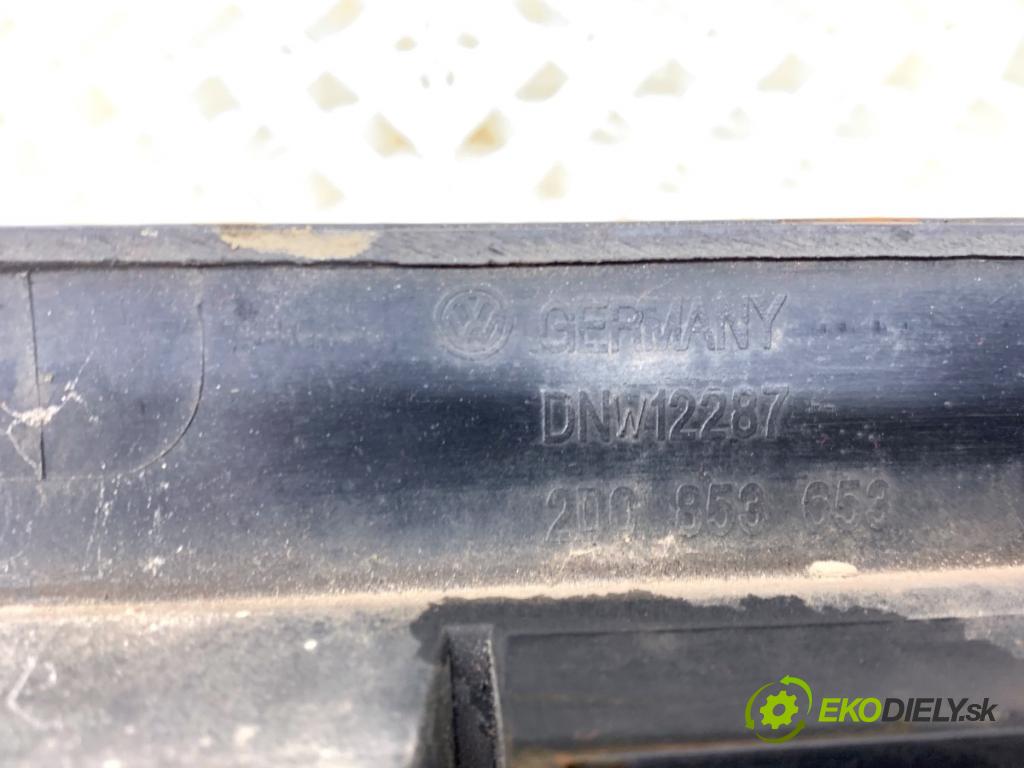 GERMANY
DNW12287
2D0 853 653
EKODIELY.sk